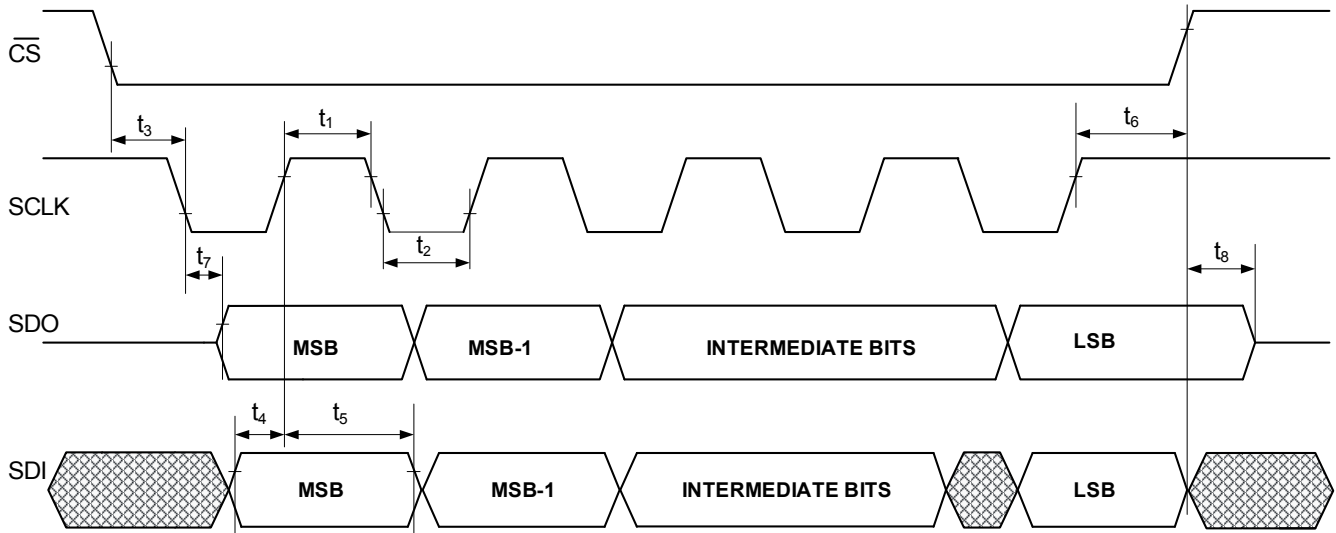 C̅S̅
t₃
t₁
t₆
SCLK
t₂
t₇
t₈
SDO
MSB
MSB-1
INTERMEDIATE BITS
LSB
t₄
t₅
SDI
MSB
MSB-1
INTERMEDIATE BITS
LSB